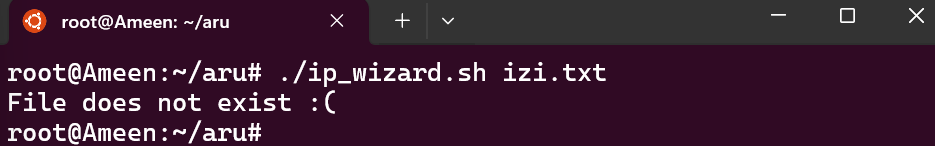 root@Ameen: ~/aru
root@Ameen:~/aru# ./ip_wizard.sh izi.txt
File does not exist :(
root@Ameen:~/aru#